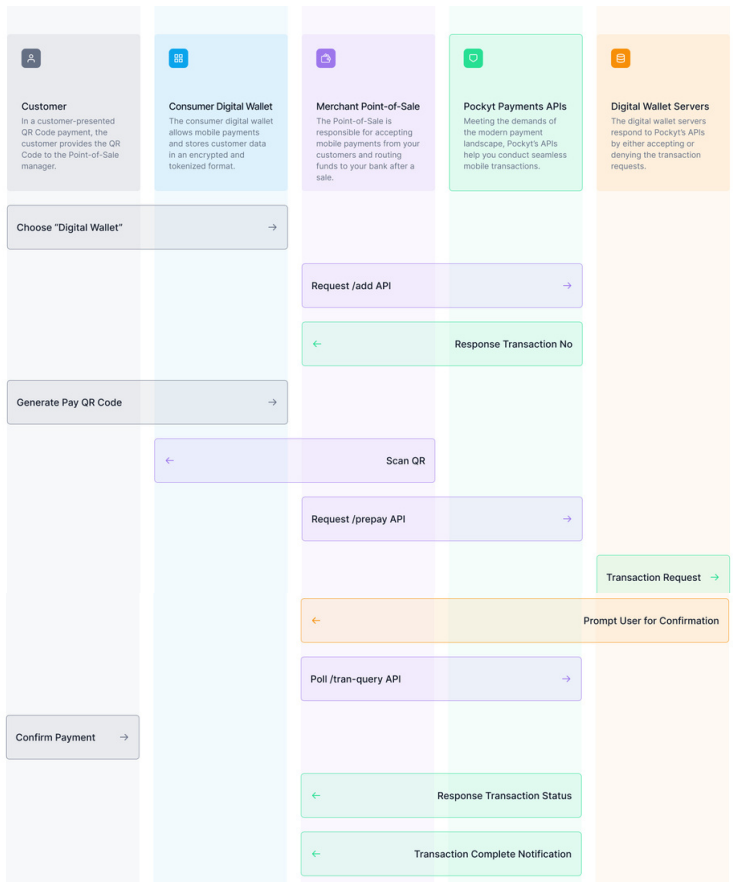 Customer
In a customer-presented
QR Code payment, the
customer provides the QR
Code to the Point-of-Sale
manager.
Consumer Digital Wallet
The consumer digital wallet
allows mobile payments
and stores customer data
in an encrypted and
tokenized format.
Merchant Point-of-Sale
The Point-of-Sale is
responsible for accepting
mobile payments from your
customers and routing
funds to your bank after a
sale.
Pockyt Payments APIs
Meeting the demands of
the modern payment
landscape, Pockyt's APIs
help you conduct seamless
mobile transactions.
Digital Wallet Servers
The digital wallet servers
respond to Pockyt's APIs
by either accepting or
denying the transaction
requests.
Choose "Digital Wallet"
Request /add API
Response Transaction No
Generate Pay QR Code
Scan QR
Request /prepay API
Transaction Request
Prompt User for Confirmation
Poll /tran-query API
Confirm Payment
Response Transaction Status
Transaction Complete Notification